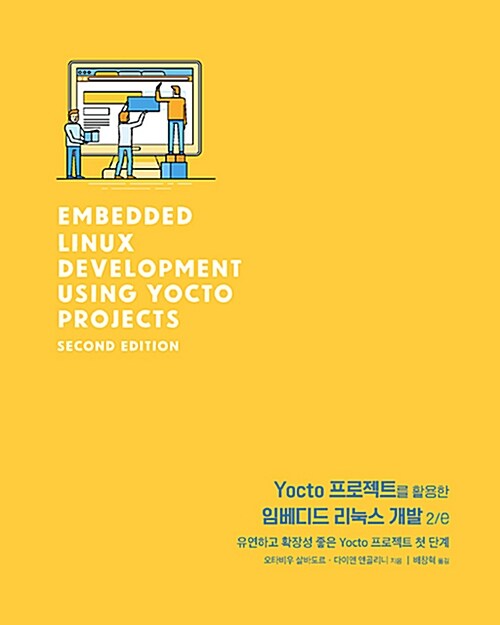 EMBEDDED
LINUX
DEVELOPMENT
USING YOCTO
PROJECTS
SECOND EDITION
Yocto 프로젝트를 활용한
임베디드 리눅스 개발 2/e
유연하고 확장성 좋은 Yocto 프로젝트 첫 단계
오타비우 살바도르 · 다이앤 앤골리니 지음 | 배창혁 옮김